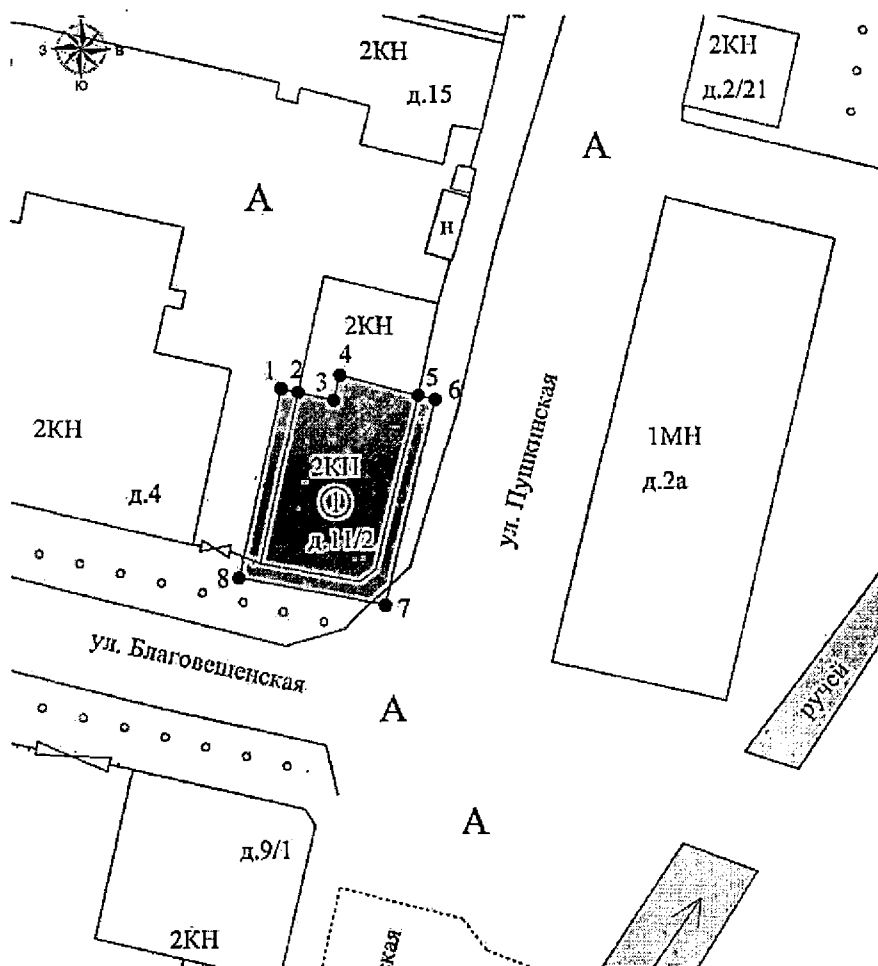 З
В
Ю
2КН
д.15
2КН
д.2/21
А
А
н
2КН
1
2
3
4
5
6
2КН
д.4
2КН
д.11/2
1МН
д.2а
ул. Пушкинская
8
7
ул. Благовещенская
ручей
А
А
д.9/1
2КН
кая